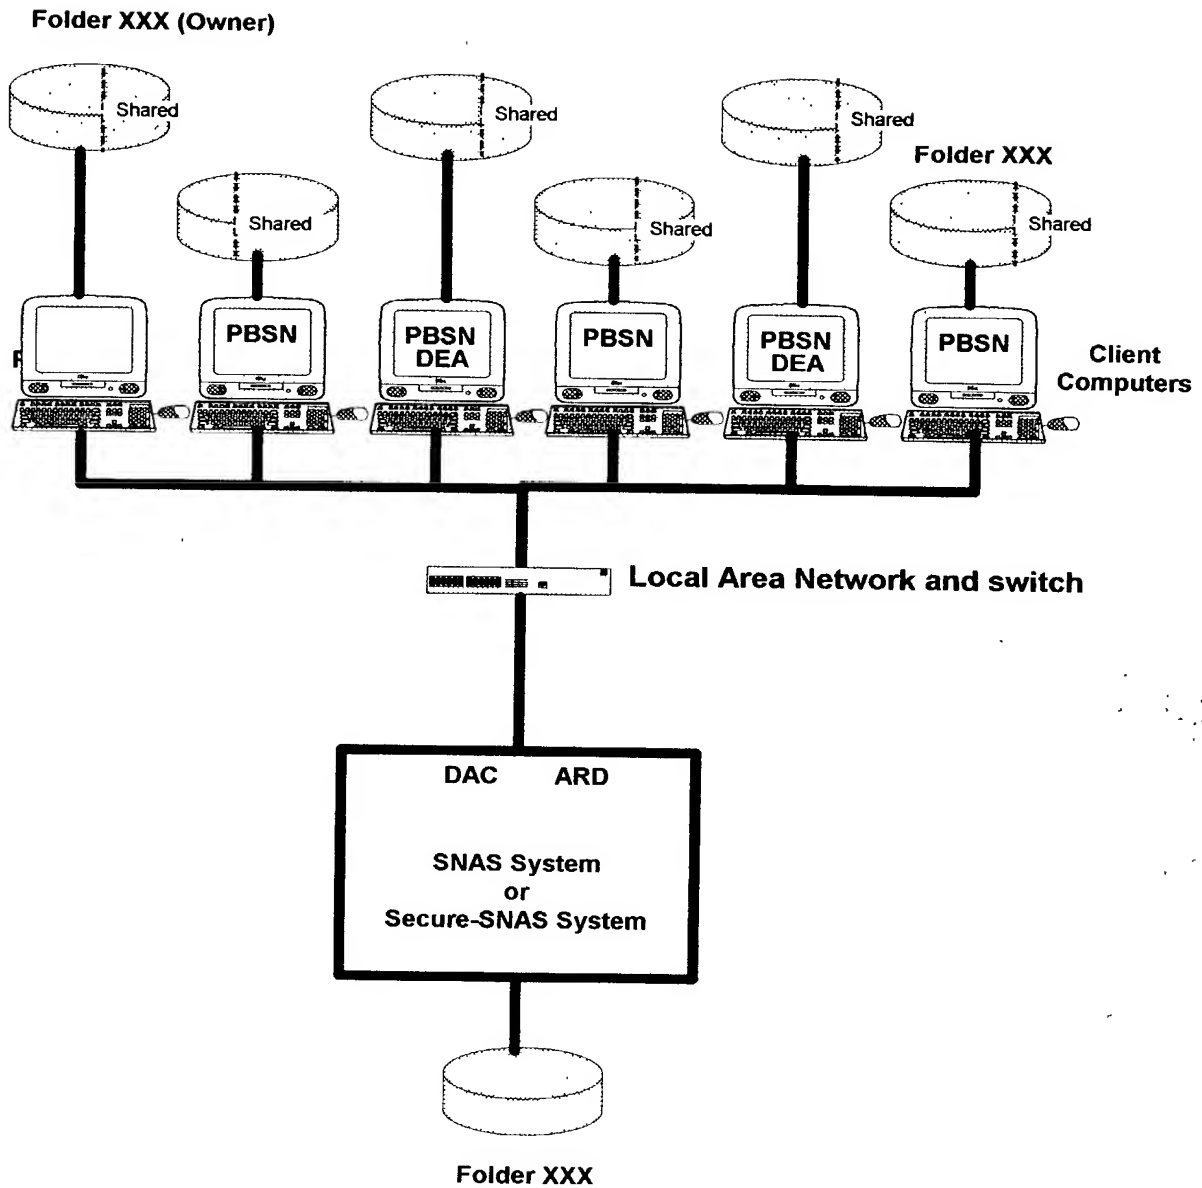 Folder XXX (Owner)
Shared
Shared
Shared
Folder XXX
Shared
Shared
Shared
PBSN
PBSN
DEA
PBSN
PBSN
DEA
PBSN
Client
Computers
Local Area Network and switch
DAC
ARD
SNAS System
or
Secure-SNAS System
Folder XXX